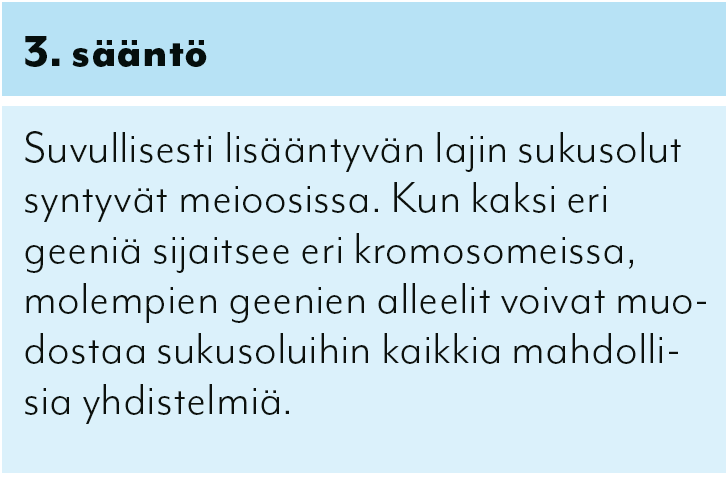 3. sääntö
Suvullisesti lisääntyvän lajin sukusolut
syntyvät meioosissa. Kun kaksi eri
geeniä sijaitsee eri kromosomeissa,
molempien geenien alleelit voivat muo-
dostaa sukusoluihin kaikkia mahdolli-
sia yhdistelmiä.